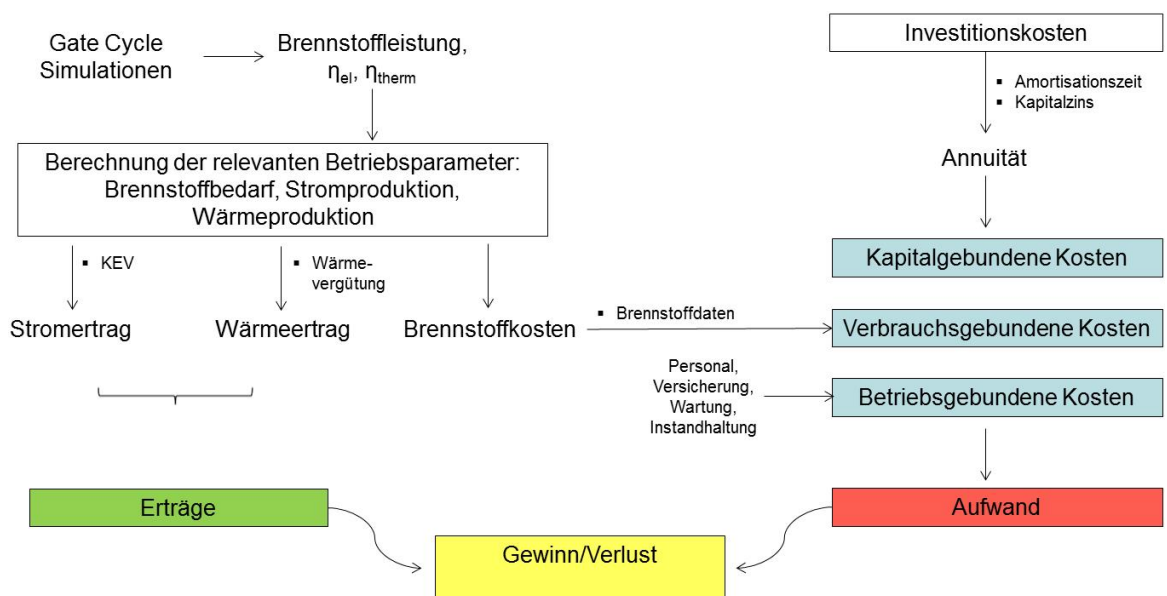 Gate Cycle
Simulationen
Brennstoffleistung,
ηel, ηtherm
Investitionskosten
▪ Amortisationszeit
▪ Kapitalzins
Berechnung der relevanten Betriebsparameter:
Brennstoffbedarf, Stromproduktion,
Wärmeproduktion
Annuität
▪ KEV
▪ Wärme-
vergütung
Kapitalgebundene Kosten
Stromertrag
Wärmeertrag
Brennstoffkosten
▪ Brennstoffdaten
Verbrauchsgebundene Kosten
Personal,
Versicherung,
Wartung,
Instandhaltung
Betriebsgebundene Kosten
Erträge
Aufwand
Gewinn/Verlust